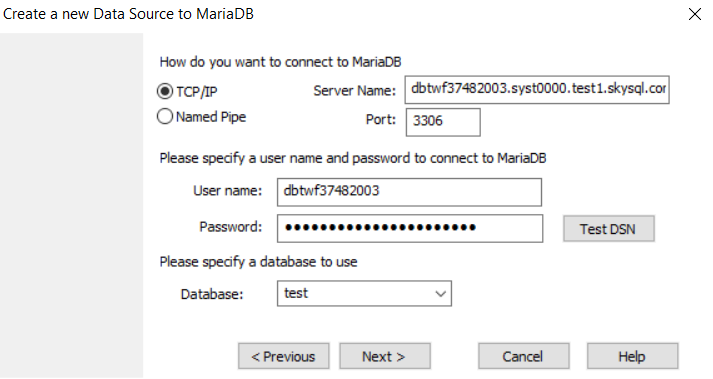 Create a new Data Source to MariaDB
How do you want to connect to MariaDB
TCP/IP Server Name: dbtwf37482003.syst0000.test1.skysql.cor
Named Pipe Port: 3306
Please specify a user name and password to connect to MariaDB
User name: dbtwf37482003
Password: ●●●●●●●●●●●●●●●●●●●●●● Test DSN
Please specify a database to use
Database: test
< Previous Next > Cancel Help